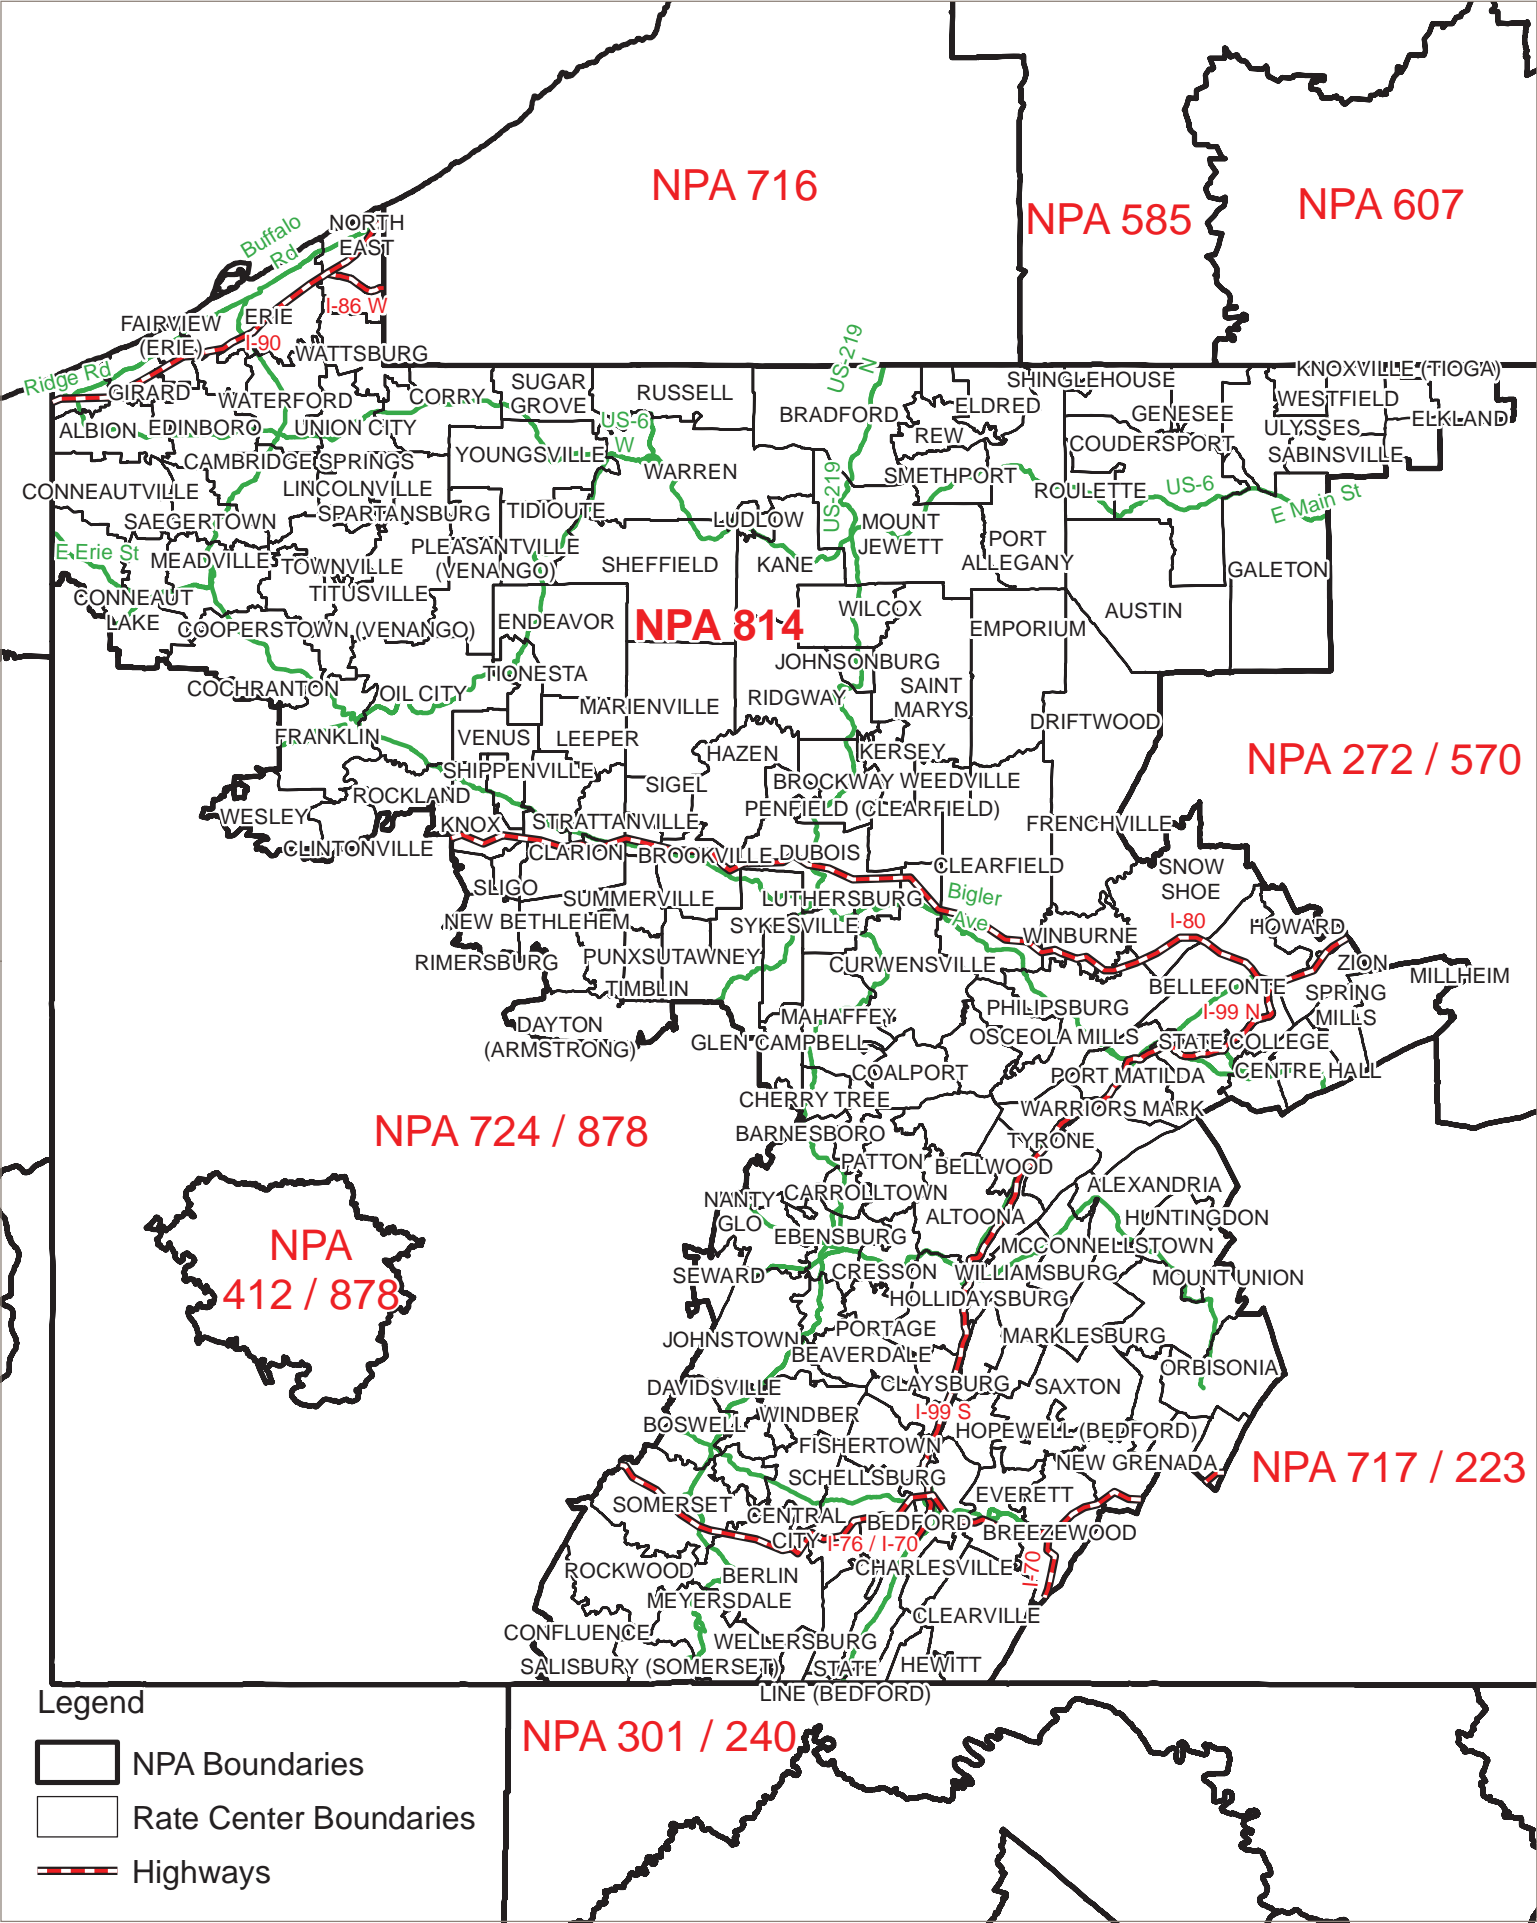 NPA 716
NPA 585
NPA 607
Buffalo
Rd
NORTH
EAST
I-86 W
FAIRVIEW
(ERIE)
ERIE
I-90
WATTSBURG
Ridge Rd
GIRARD
WATERFORD
CORRY
SUGAR
GROVE
RUSSELL
US-219
N
BRADFORD
ELDRED
SHINGLEHOUSE
KNOXVILLE (TIOGA)
WESTFIELD
GENESEE
ELKLAND
ALBION
EDINBORO
UNION CITY
US-6
W
REW
ULYSSES
COUDERSPORT
SABINSVILLE
YOUNGSVILLE
CAMBRIDGE SPRINGS
WARREN
SMETHPORT
CONNEAUTVILLE
LINCOLNVILLE
ROULETTE
US-6
E Main St
US-219
SAEGERTOWN
SPARTANSBURG
TIDIOUTE
LUDLOW
MOUNT
JEWETT
E Erie St
MEADVILLE
TOWNVILLE
PLEASANTVILLE
(VENANGO)
SHEFFIELD
KANE
PORT
ALLEGANY
GALETON
CONNEAUT
LAKE
TITUSVILLE
COOPERSTOWN (VENANGO)
ENDEAVOR
NPA 814
WILCOX
EMPORIUM
AUSTIN
COCHRANTON
OIL CITY
TIONESTA
MARIENVILLE
JOHNSONBURG
RIDGWAY
SAINT
MARYS
DRIFTWOOD
FRANKLIN
VENUS
LEEPER
HAZEN
KERSEY
NPA 272 / 570
SHIPPENVILLE
SIGEL
BROCKWAY
WEEDVILLE
ROCKLAND
PENFIELD (CLEARFIELD)
WESLEY
KNOX
STRATTANVILLE
FRENCHVILLE
CLINTONVILLE
CLARION
BROOKVILLE
DUBOIS
CLEARFIELD
SNOW
SHOE
SLIGO
SUMMERVILLE
LUTHERSBURG
Bigler
Ave
NEW BETHLEHEM
SYKESVILLE
WINBURNE
I-80
HOWARD
RIMERSBURG
PUNXSUTAWNEY
CURWENSVILLE
ZION
MILLHEIM
TIMBLIN
BELLEFONTE
SPRING
MILLS
DAYTON
(ARMSTRONG)
MAHAFFEY
PHILIPSBURG
I-99 N
GLEN CAMPBELL
OSCEOLA MILLS
STATE COLLEGE
COALPORT
PORT MATILDA
CENTRE HALL
CHERRY TREE
WARRIORS MARK
NPA 724 / 878
BARNESBORO
TYRONE
PATTON
BELLWOOD
ALEXANDRIA
NANTY
GLO
CARROLLTOWN
ALTOONA
HUNTINGDON
NPA
412 / 878
EBENSBURG
MCCONNELLSTOWN
SEWARD
CRESSON
WILLIAMSBURG
MOUNT UNION
HOLLIDAYSBURG
JOHNSTOWN
PORTAGE
MARKLESBURG
BEAVERDALE
ORBISONIA
DAVIDSVILLE
CLAYSBURG
SAXTON
BOSWELL
WINDBER
I-99 S
FISHERTOWN
HOPEWELL (BEDFORD)
SCHELLSBURG
NEW GRENADA
NPA 717 / 223
SOMERSET
CENTRAL
CITY
BEDFORD
EVERETT
BREEZEWOOD
I-76 / I-70
I-70
ROCKWOOD
BERLIN
CHARLESVILLE
MEYERSDALE
CLEARVILLE
CONFLUENCE
WELLERSBURG
SALISBURY (SOMERSET)
STATE
LINE (BEDFORD)
HEWITT
NPA 301 / 240
Legend
NPA Boundaries
Rate Center Boundaries
Highways